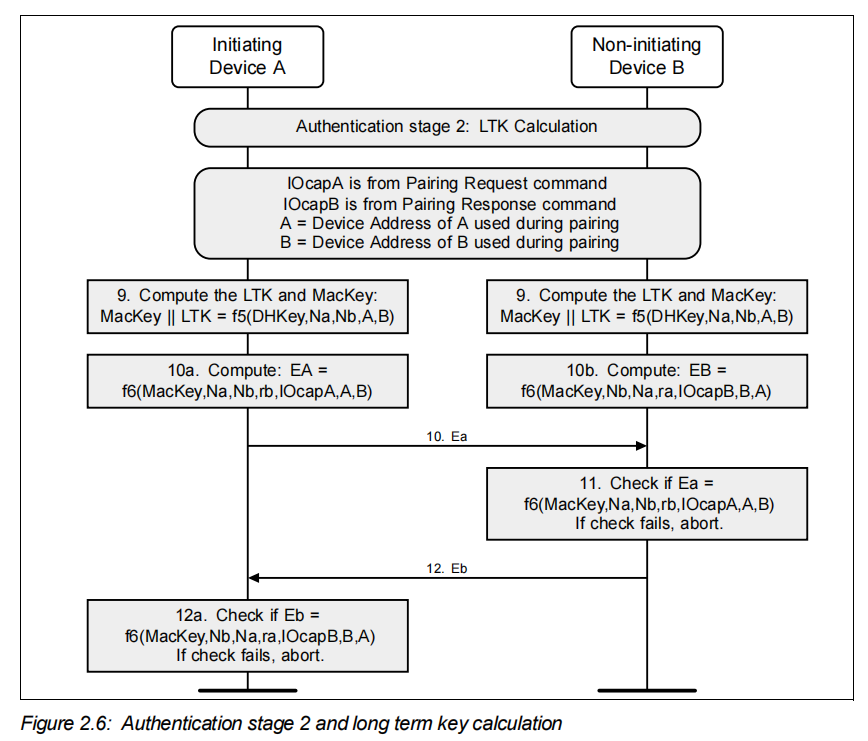 Initiating
Device A
Non-initiating
Device B
Authentication stage 2: LTK Calculation
IOcapA is from Pairing Request command
IOcapB is from Pairing Response command
A = Device Address of A used during pairing
B = Device Address of B used during pairing
9. Compute the LTK and MacKey:
MacKey || LTK = f5(DHKey,Na,Nb,A,B)
9. Compute the LTK and MacKey:
MacKey || LTK = f5(DHKey,Na,Nb,A,B)
10a. Compute: EA =
f6(MacKey,Na,Nb,rb,IOcapA,A,B)
10b. Compute: EB =
f6(MacKey,Nb,Na,ra,IOcapB,B,A)
10. Ea
11. Check if Ea =
f6(MacKey,Na,Nb,rb,IOcapA,A,B)
If check fails, abort.
12. Eb
12a. Check if Eb =
f6(MacKey,Nb,Na,ra,IOcapB,B,A)
If check fails, abort.
Figure 2.6: Authentication stage 2 and long term key calculation